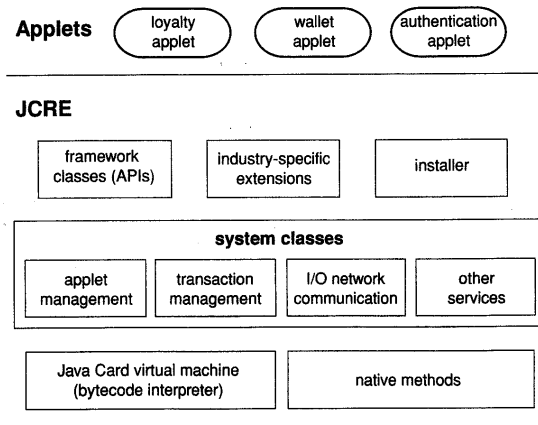 Applets
loyalty
applet
wallet
applet
authentication
applet
JCRE
framework
classes (APIs)
industry-specific
extensions
installer
system classes
applet
management
transaction
management
I/O network
communication
other
services
Java Card virtual machine
(bytecode interpreter)
native methods